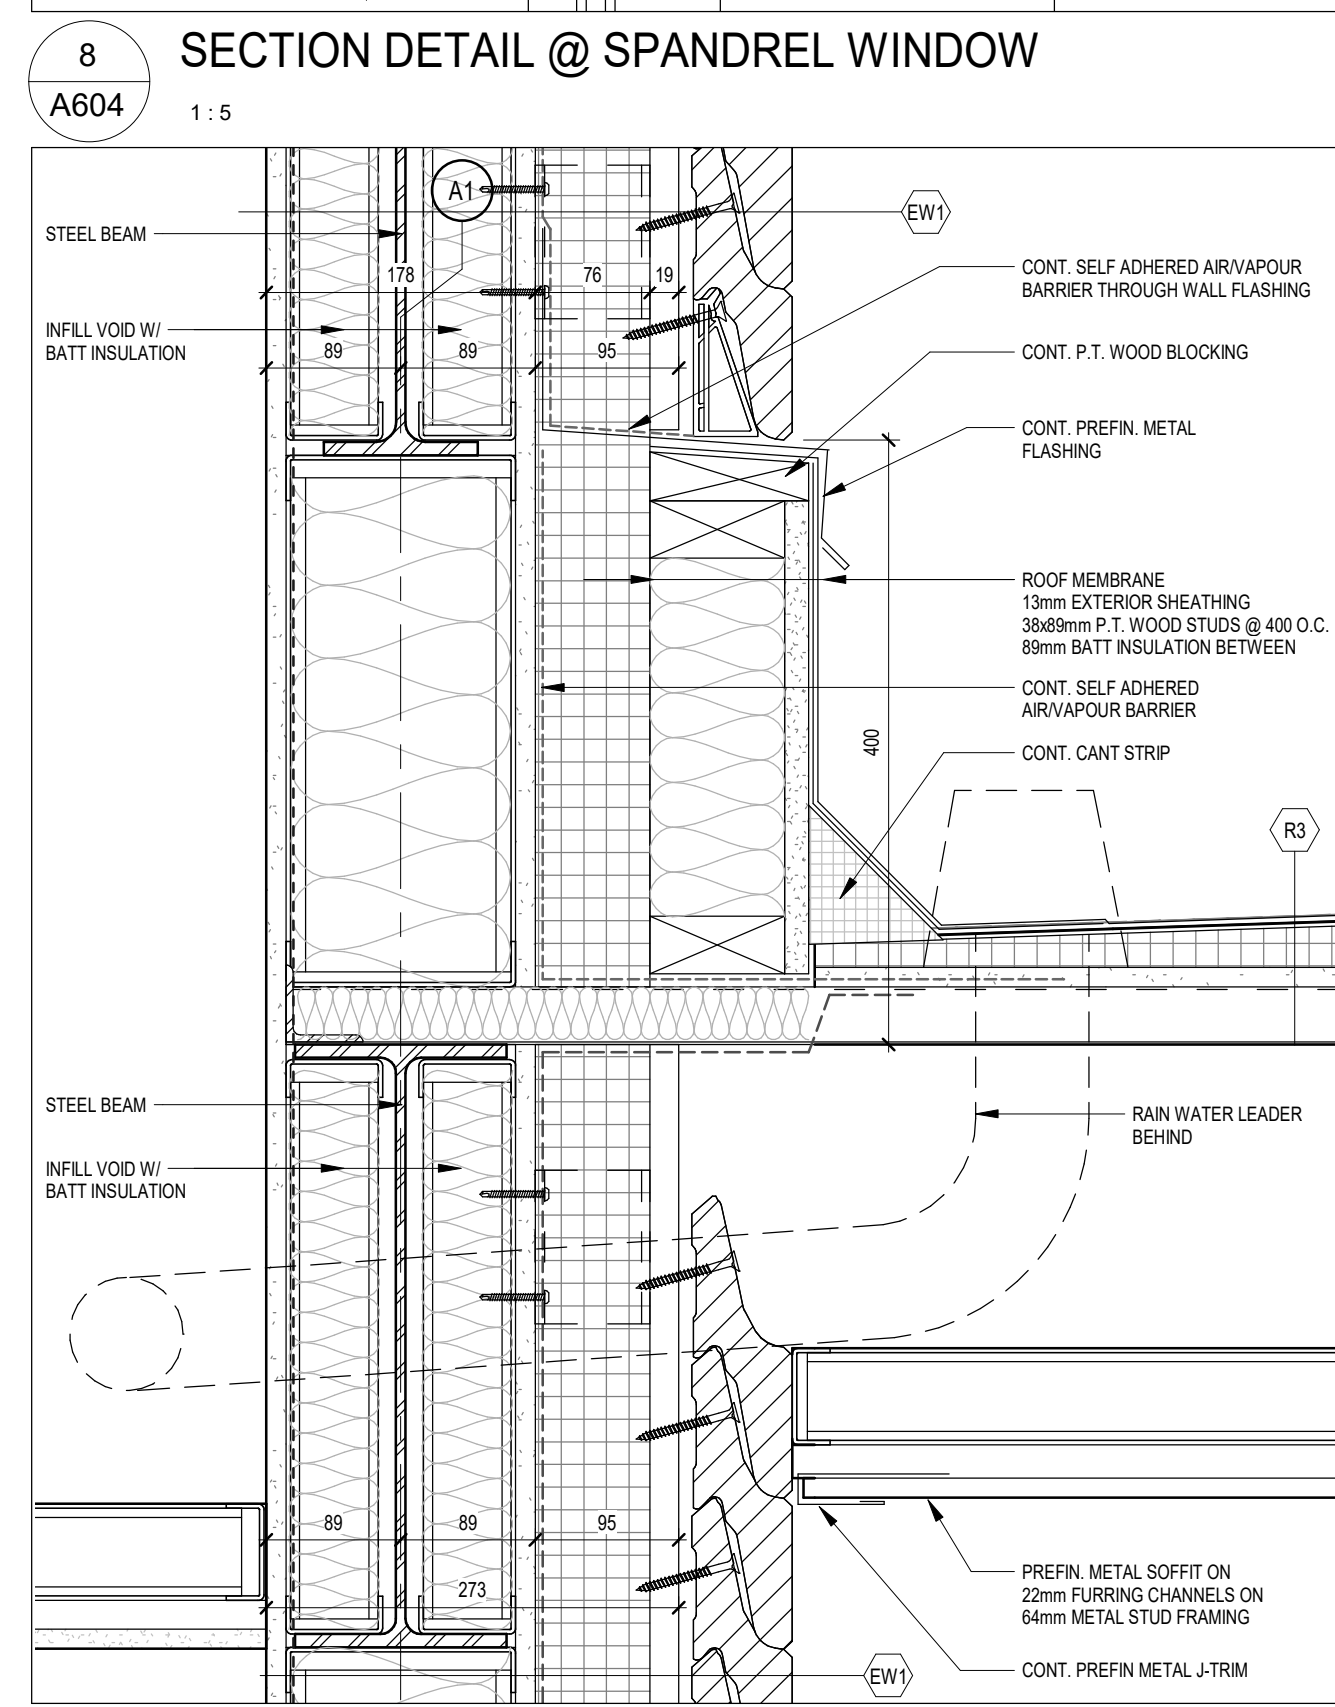 8
A604
SECTION DETAIL @ SPANDREL WINDOW
1 : 5
A1
EW1
STEEL BEAM
178
76
19
CONT. SELF ADHERED AIR/VAPOUR
BARRIER THROUGH WALL FLASHING
INFILL VOID W/
BATT INSULATION
89
89
95
CONT. P.T. WOOD BLOCKING
CONT. PREFIN. METAL
FLASHING
ROOF MEMBRANE
13mm EXTERIOR SHEATHING
38x89mm P.T. WOOD STUDS @ 400 O.C.
89mm BATT INSULATION BETWEEN
CONT. SELF ADHERED
AIR/VAPOUR BARRIER
400
CONT. CANT STRIP
R3
STEEL BEAM
RAIN WATER LEADER
BEHIND
INFILL VOID W/
BATT INSULATION
89
89
95
273
PREFIN. METAL SOFFIT ON
22mm FURRING CHANNELS ON
64mm METAL STUD FRAMING
EW1
CONT. PREFIN METAL J-TRIM